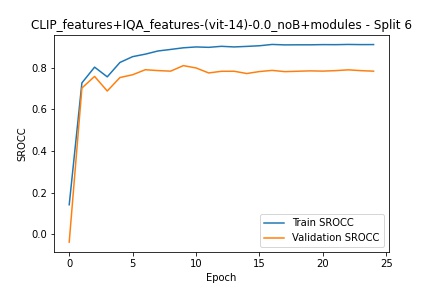 CLIP_features+IQA_features-(vit-14)-0.0_noB+modules - Split 6
SROCC
0.8
0.6
0.4
0.2
0.0
0 5 10 15 20 25
Epoch
Train SROCC
Validation SROCC